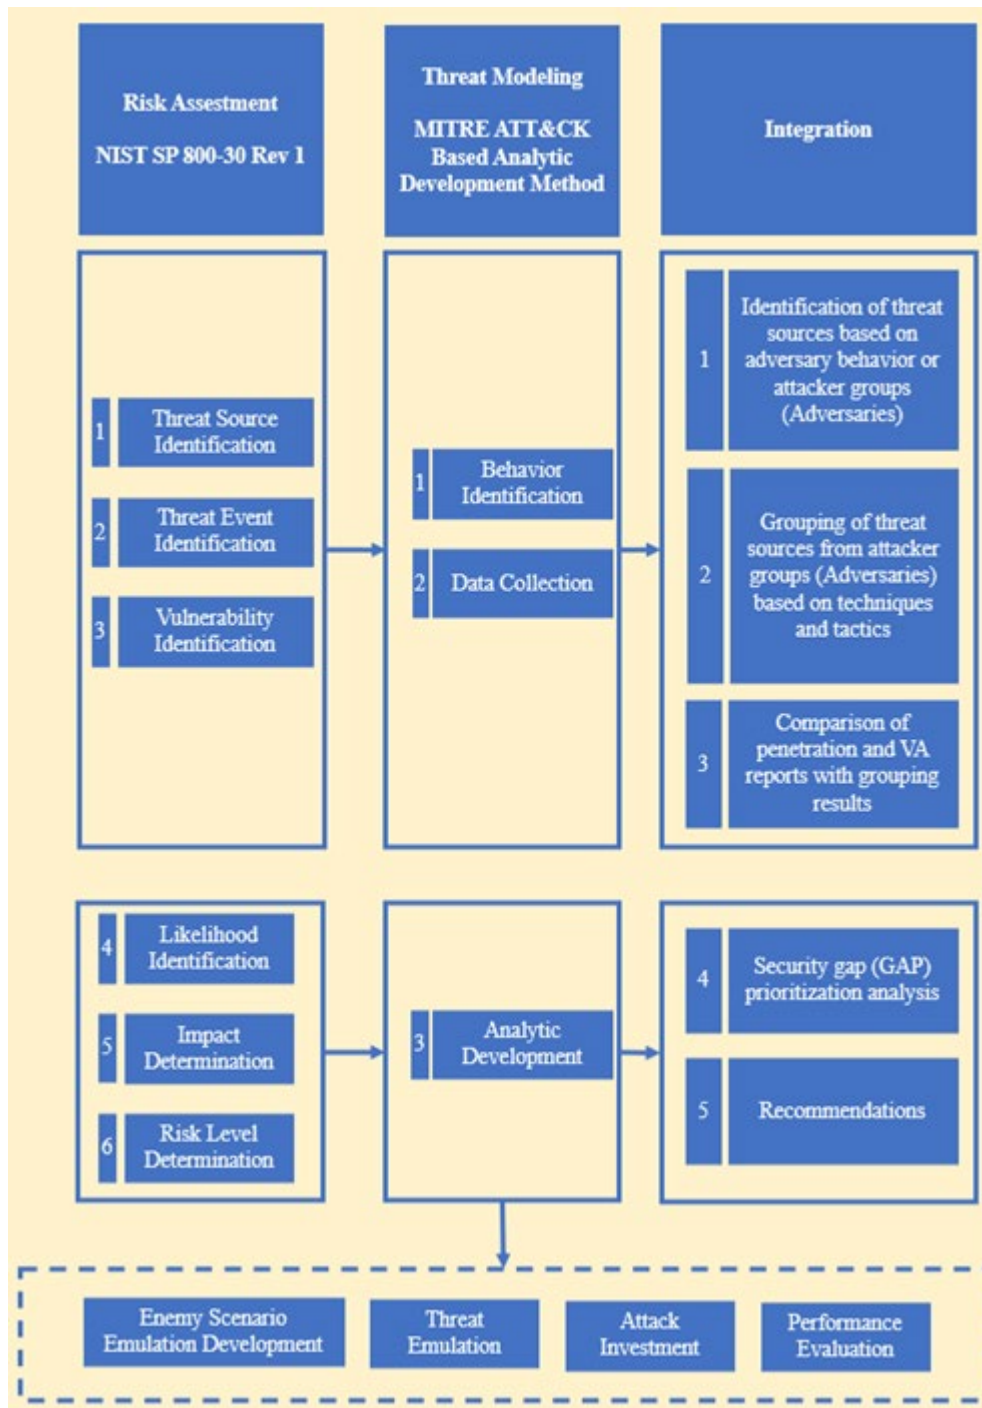 Risk Assestment
NIST SP 800-30 Rev 1
Threat Modeling
MITRE ATT&CK
Based Analytic
Development Method
Integration
1
Threat Source
Identification
2
Threat Event
Identification
3
Vulnerability
Identification
1
Behavior
Identification
2
Data Collection
1
Identification of threat
sources based on
adversary behavior or
attacker groups
(Adversaries)
2
Grouping of threat
sources from attacker
groups (Adversaries)
based on techniques
and tactics
3
Comparison of
penetration and VA
reports with grouping
results
4
Likelihood
Identification
5
Impact
Determination
6
Risk Level
Determination
3
Analytic
Development
4
Security gap (GAP)
prioritization analysis
5
Recommendations
Enemy Scenario
Emulation Development
Threat
Emulation
Attack
Investment
Performance
Evaluation